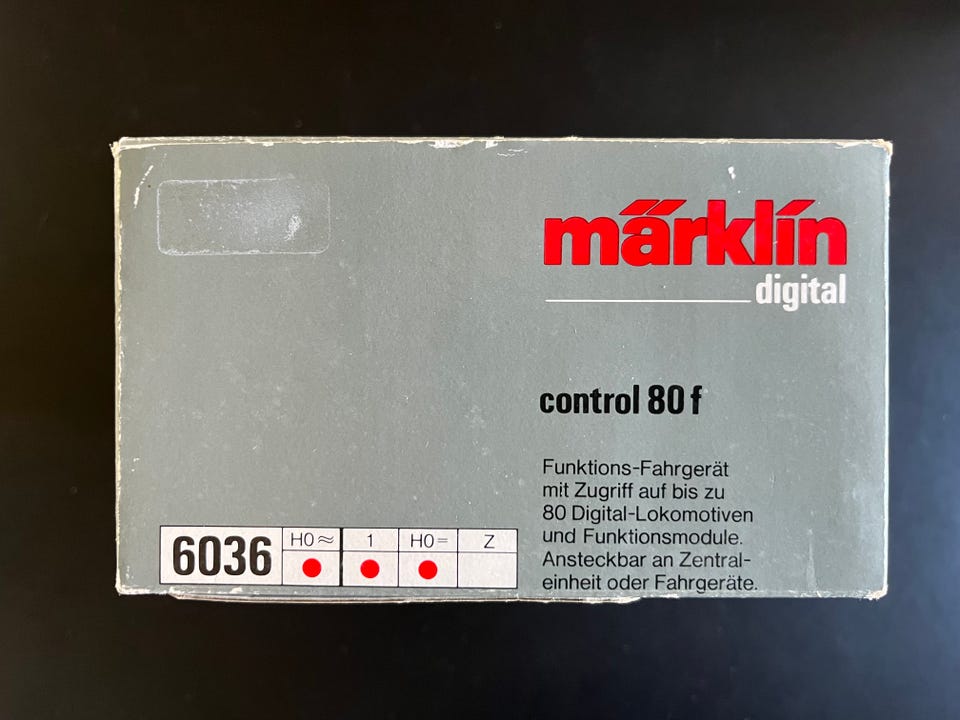 märklin
digital
control 80 f
Funktions-Fahrgerät
mit Zugriff auf bis zu
80 Digital-Lokomotiven
und Funktionsmodule.
Ansteckbar an Zentral-
einheit oder Fahrgeräte.
6036 H0≈ 1 H0= Z